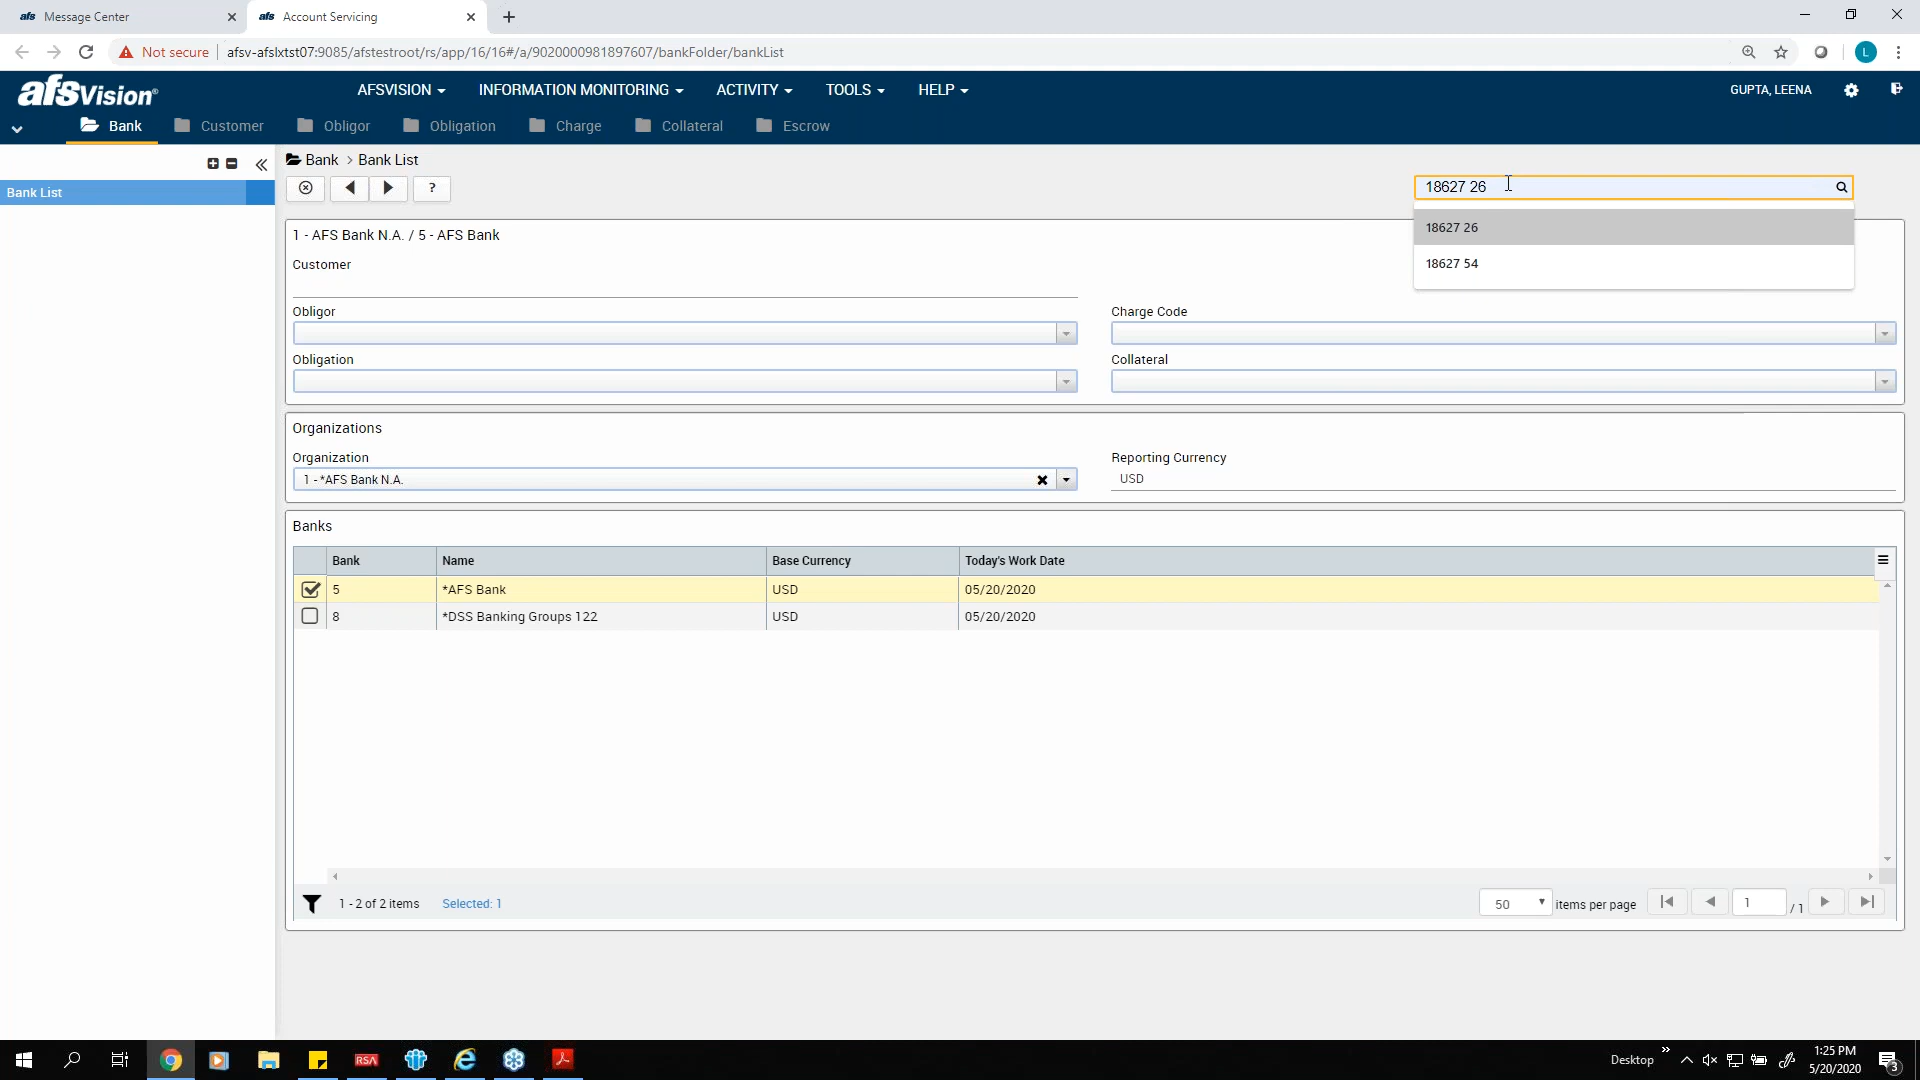 afs Message Center
afs Account Servicing
Not secure afsv-afslxtst07:9085/afstestroot/rs/app/16/16#/a/9020000981897607/bankFolder/bankList
L
afsVision®
AFSVISION INFORMATION MONITORING ACTIVITY TOOLS HELP
GUPTA, LEENA
Bank Customer Obligor Obligation Charge Collateral Escrow
Bank List
Bank > Bank List
?
18627 26
18627 26
18627 54
1 - AFS Bank N.A. / 5 - AFS Bank
Customer
Obligor
Charge Code
Obligation
Collateral
Organizations
Organization
Reporting Currency
1 - *AFS Bank N.A.
USD
Banks
Bank Name Base Currency Today's Work Date
5 *AFS Bank USD 05/20/2020
8 *DSS Banking Groups 122 USD 05/20/2020
1 - 2 of 2 items Selected: 1
50 items per page 1 / 1
RSA
Desktop
1:25 PM
5/20/2020
3